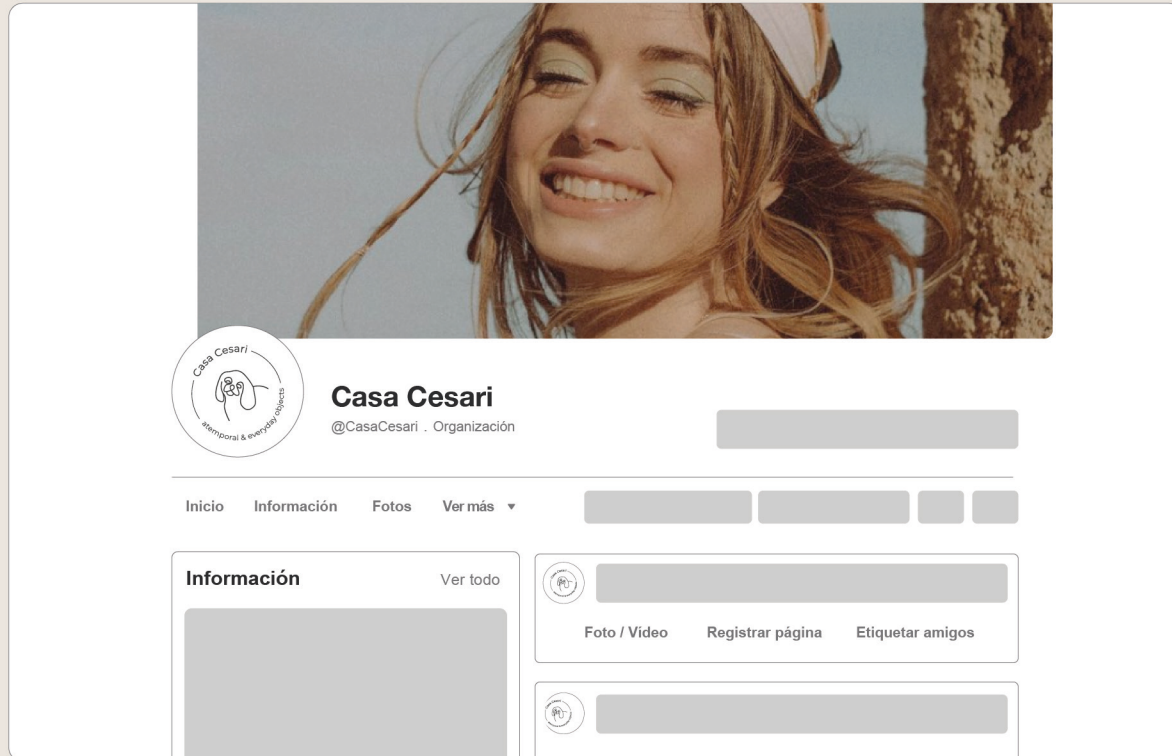 Casa Cesari
atemporal & everyday objects
Casa Cesari
@CasaCesari . Organización
Inicio Información Fotos Ver más
Información Ver todo
Foto / Vídeo Registrar página Etiquetar amigos